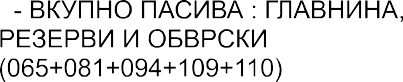 - ВКУПНО ПАСИВА : ГЛАВНИНА,
РЕЗЕРВИ И ОБВРСКИ
(065+081+094+109+110)